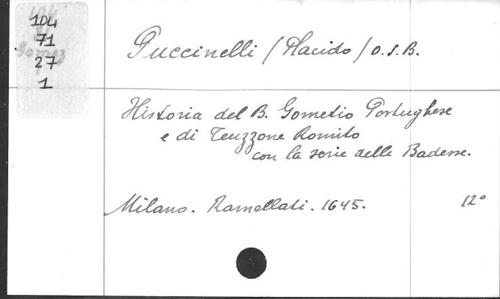 104
71
27
1
Puccinelli /Placido/ O.S.B.
Historia del B. Gometio Portughese
e di Teuzzone Romito
con la serie delle Badesse.
Milano. Ramellati. 1645. 12°